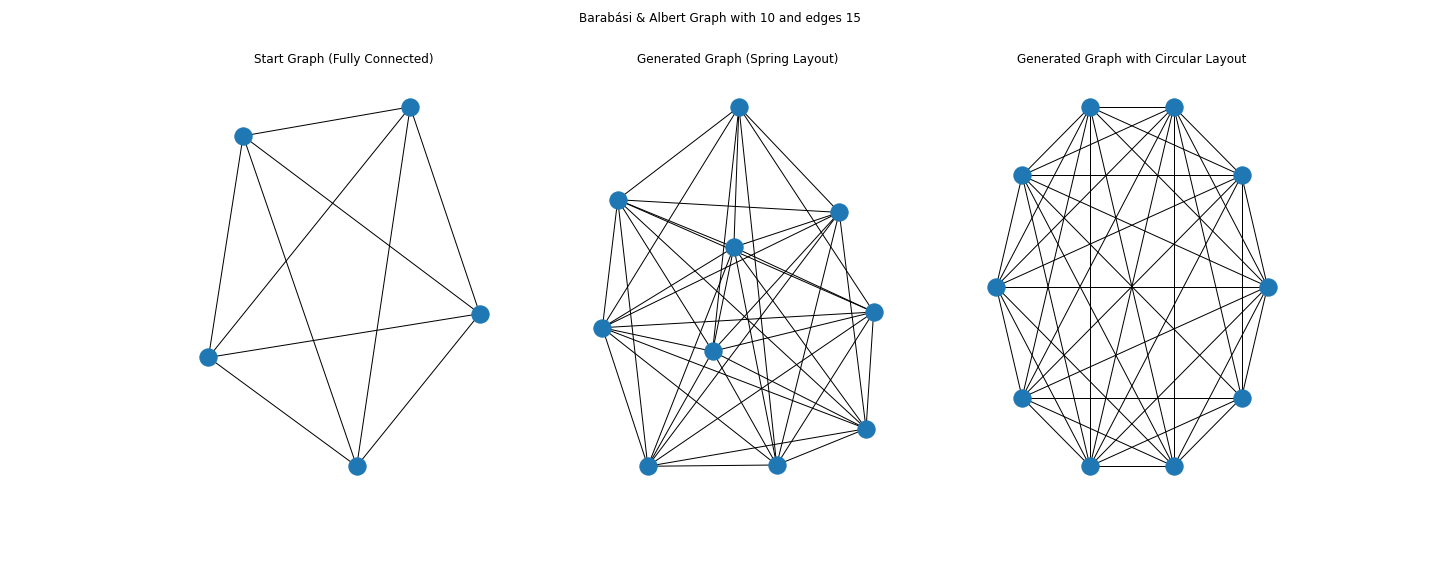 Barabási & Albert Graph with 10 and edges 15
Start Graph (Fully Connected)
Generated Graph (Spring Layout)
Generated Graph with Circular Layout